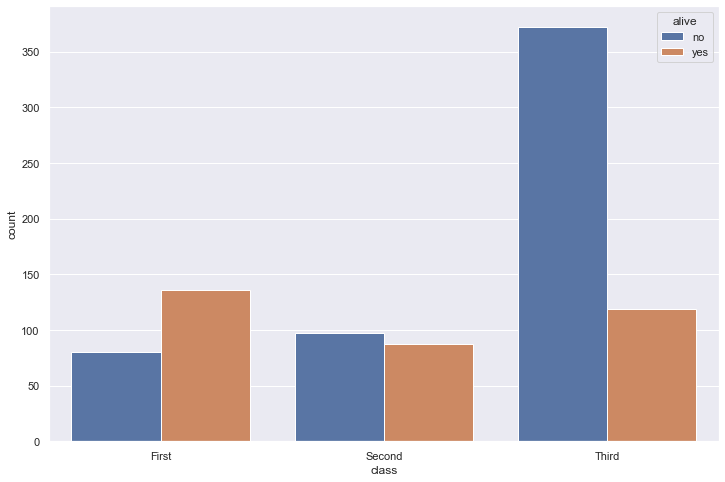 alive
no
yes
350
300
250
200
150
100
50
0
count
First Second Third
class